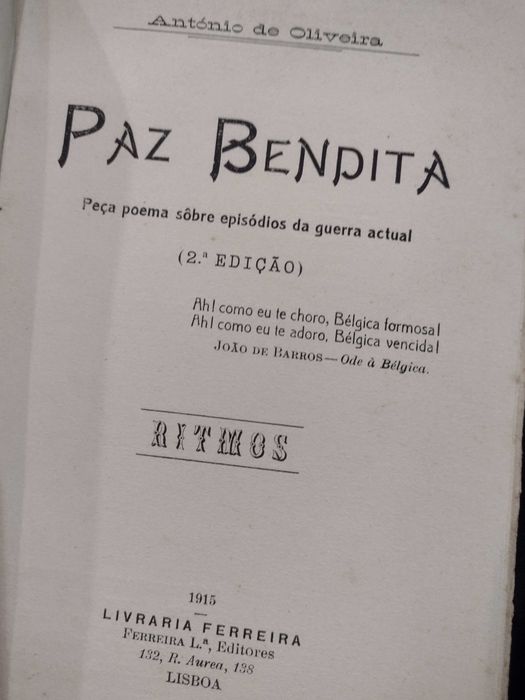 António de Oliveira
PAZ BENDITA
Peça poema sôbre episódios da guerra actual
(2.ª EDIÇÃO)
Ah! como eu te choro, Bélgica formosa!
Ah! como eu te adoro, Bélgica vencida!
JOÃO DE BARROS—Ode à Bélgica.
RITMOS
1915
LIVRARIA FERREIRA
FERREIRA L.ª, Editores
132, R. Aurea, 138
LISBOA